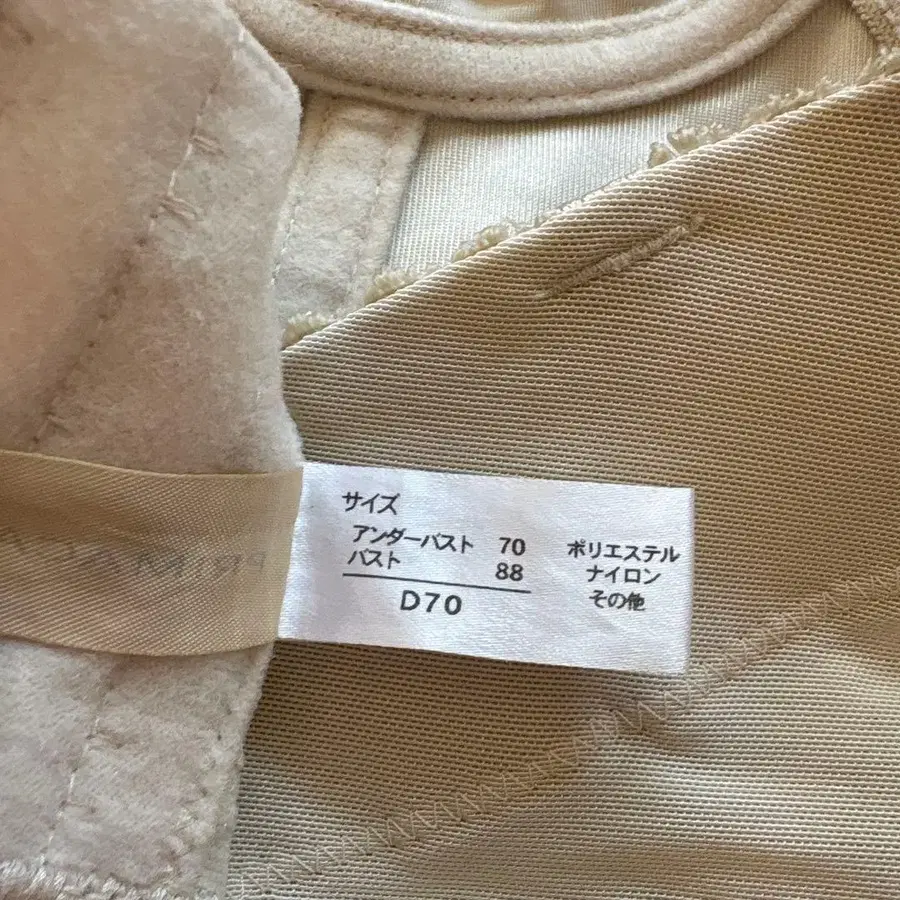 サイズ
アンダーバスト 70
バスト 88
D70
ポリエステル
ナイロン
その他